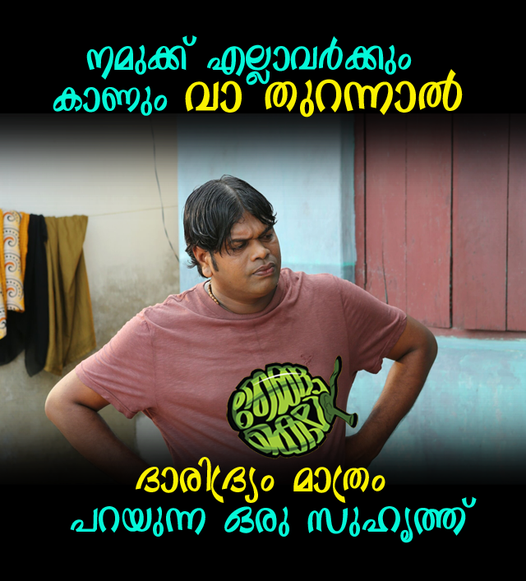 നമുക്ക് എല്ലാവർക്കും
കാണും വാ തുറന്നാൽ
ദാരിദ്ര്യം മാത്രം
പറയുന്ന ഒരു സുഹൃത്ത്